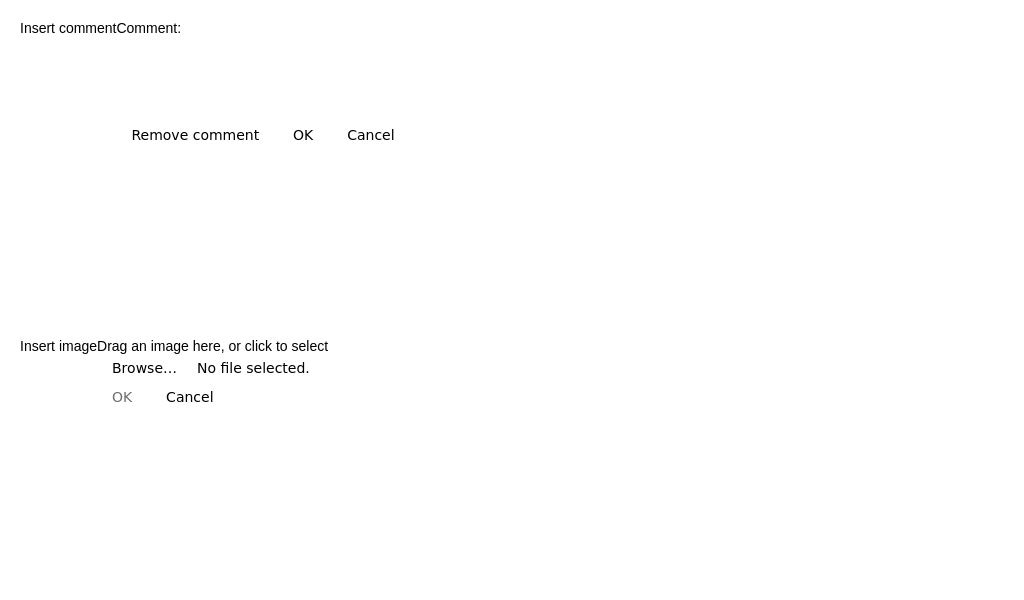 Insert commentComment:
Remove comment OK Cancel
Insert imageDrag an image here, or click to select
Browse... No file selected.
OK Cancel